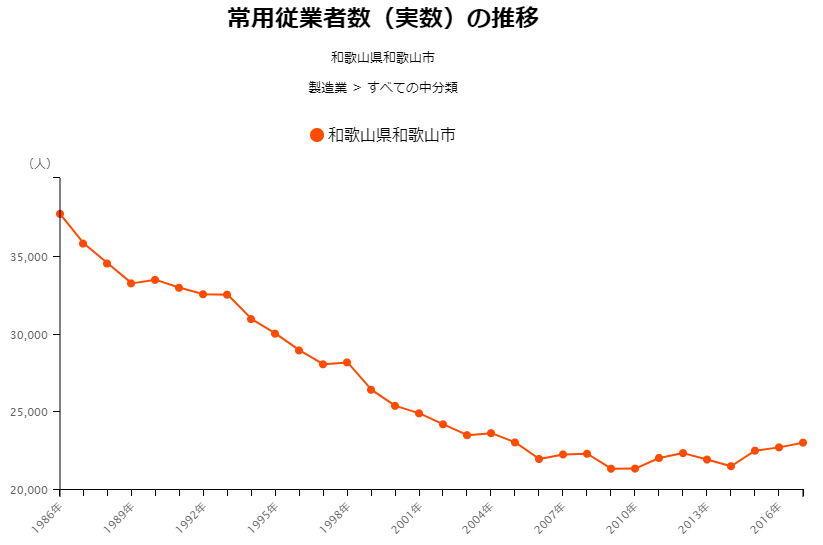 常用従業者数（実数）の推移
和歌山県和歌山市
製造業 > すべての中分類
和歌山県和歌山市
（人）
35,000
30,000
25,000
20,000
1986年
1989年
1992年
1995年
1998年
2001年
2004年
2007年
2010年
2013年
2016年